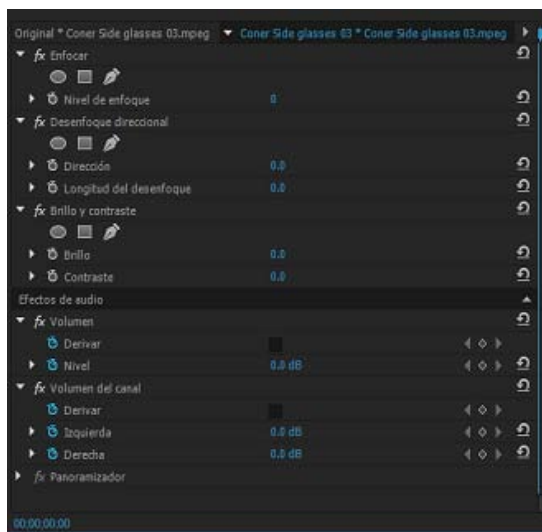 Original * Coner Side glasses 03.mpeg Coner Side glasses 03 * Coner Side glasses 03.mpeg
fx Enfocar
Nivel de enfoque 0
fx Desenfoque direccional
Dirección 0.0
Longitud del desenfoque 0.0
fx Brillo y contraste
Brillo 0.0
Contraste 0.0
Efectos de audio
fx Volumen
Derivar
Nivel 0.0 dB
fx Volumen del canal
Derivar
Izquierda 0.0 dB
Derecha 0.0 dB
fx Panoramizador
00;00;00;00